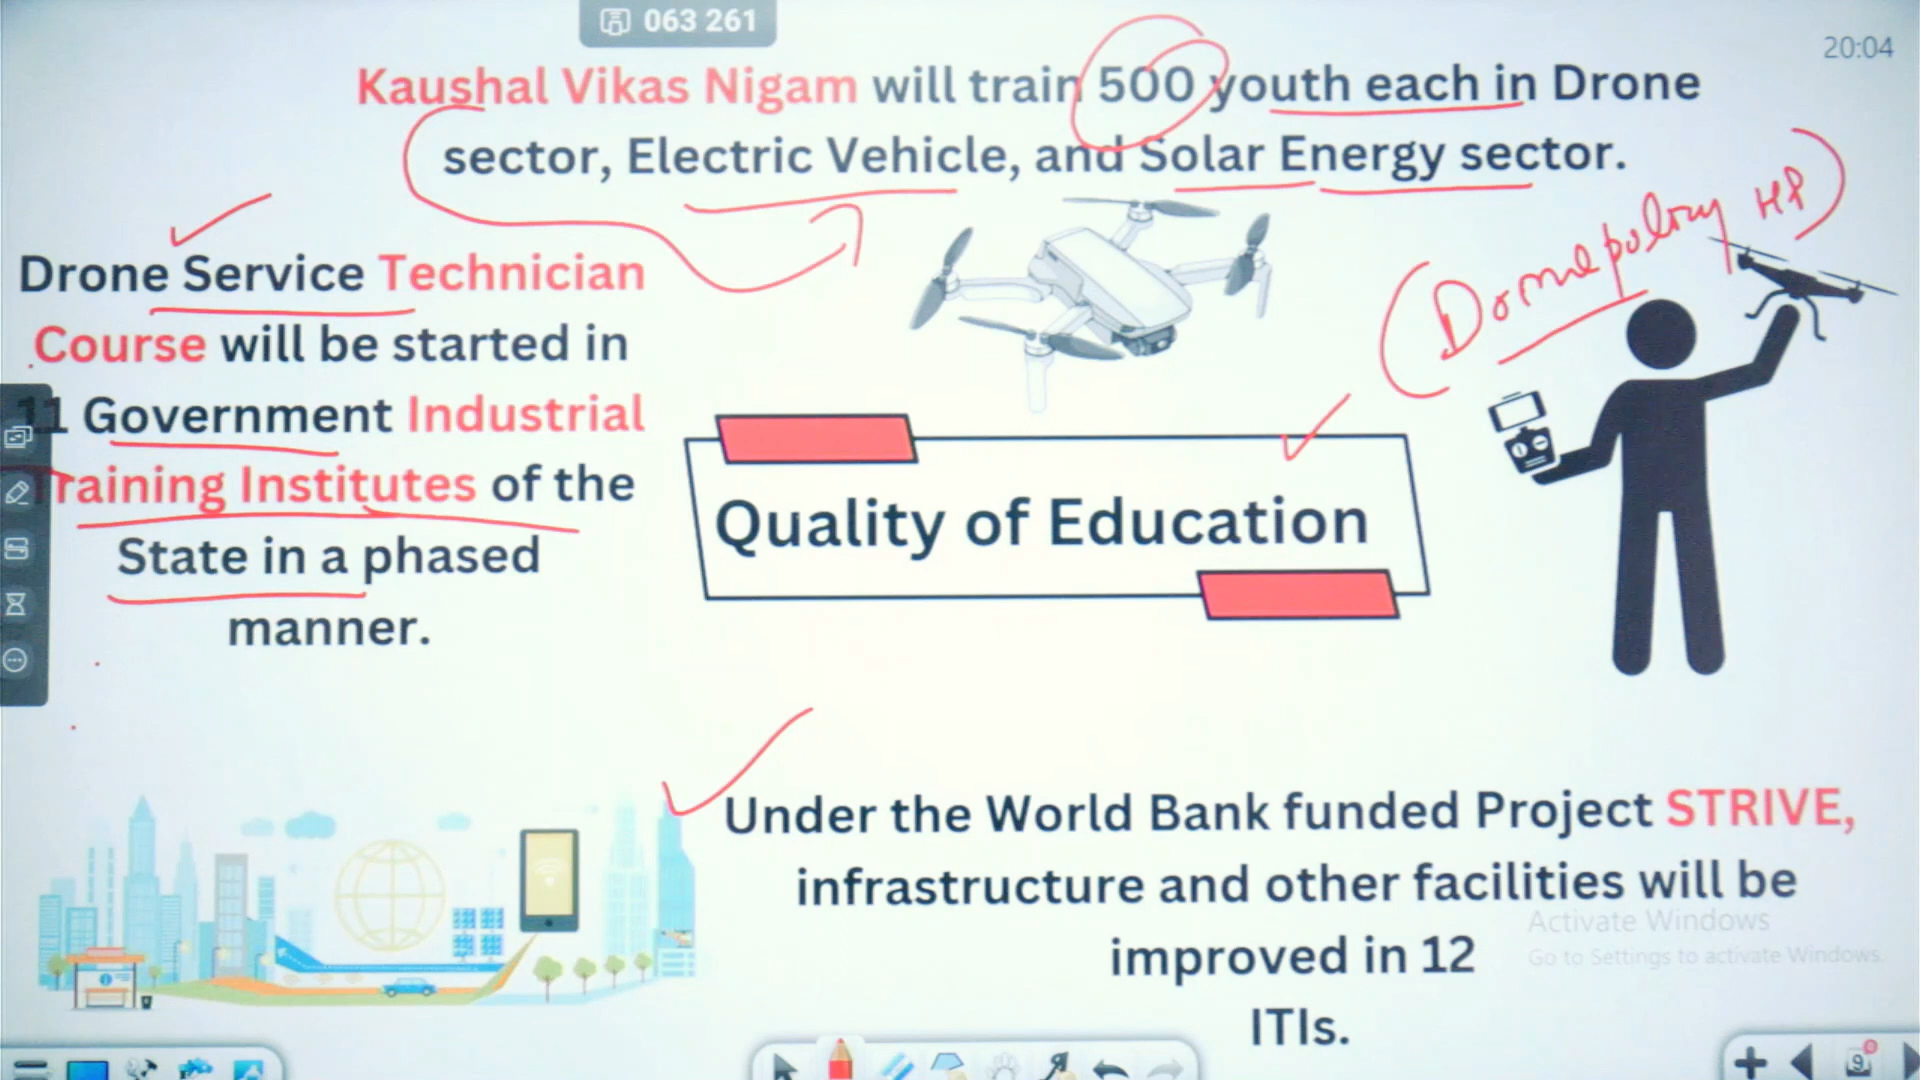 063 261
20:04
Kaushal Vikas Nigam will train 500 youth each in Drone
sector, Electric Vehicle, and Solar Energy sector.
Drone Service Technician
Course will be started in
11 Government Industrial
Training Institutes of the
State in a phased
manner.
HP
Quality of Education
Under the World Bank funded Project STRIVE,
infrastructure and other facilities will be
improved in 12
ITIs.
Activate Windows
Go to Settings to activate Windows.
9